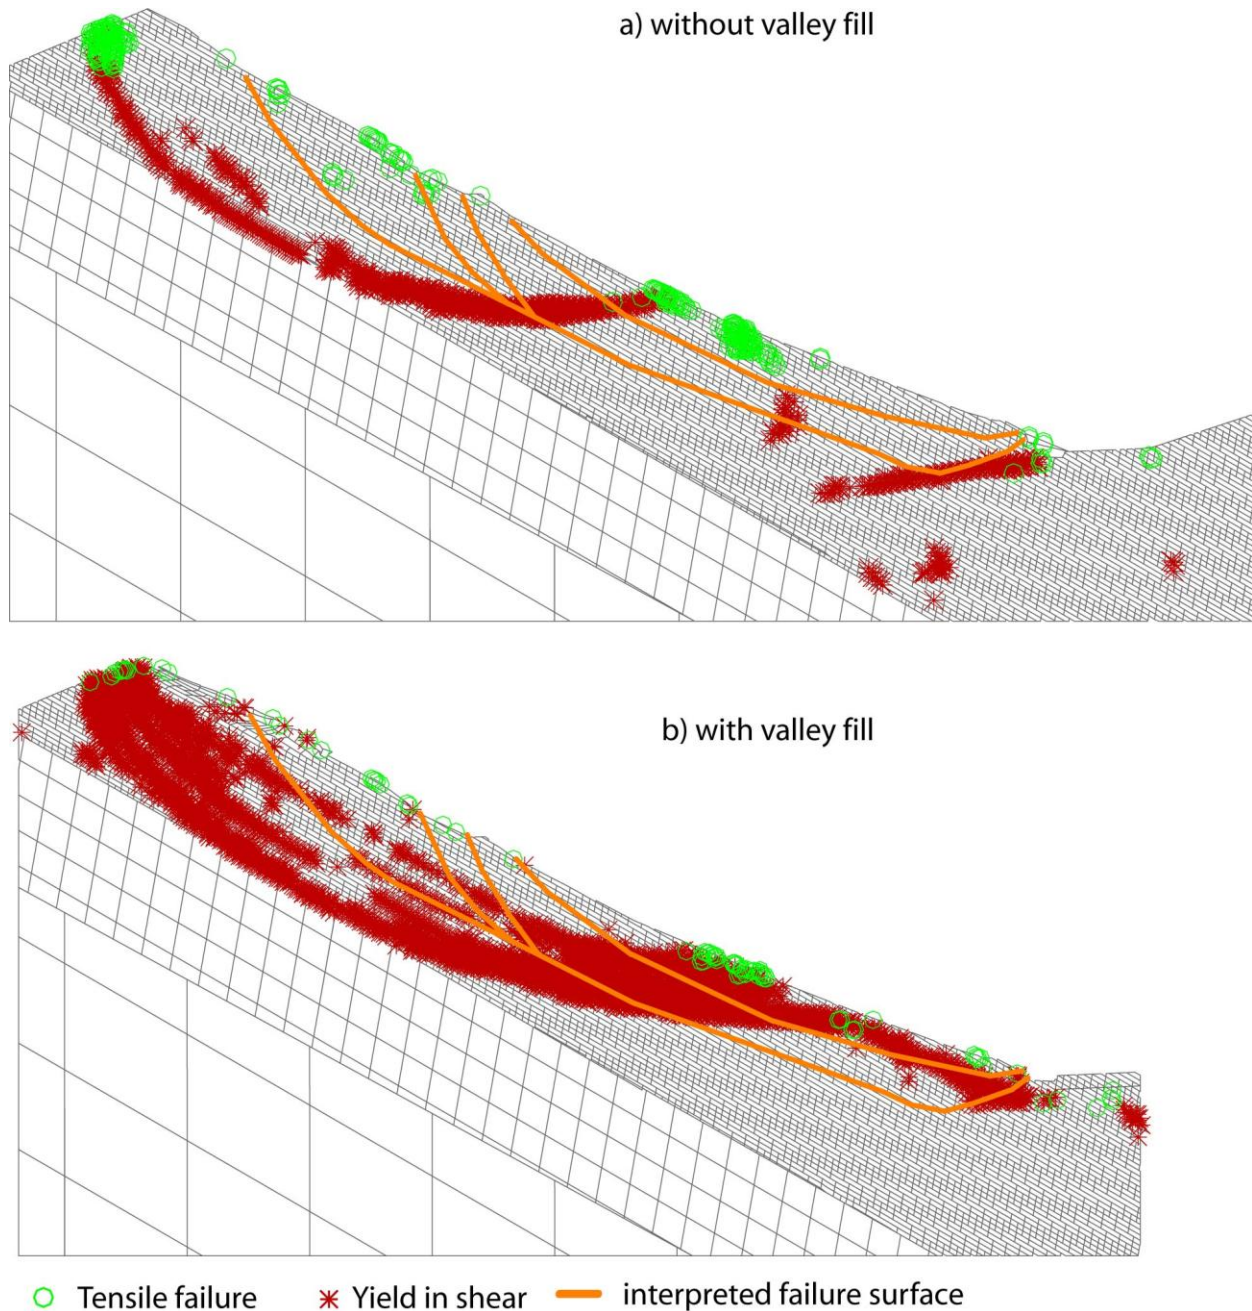 a) without valley fill
b) with valley fill
Tensile failure
Yield in shear
interpreted failure surface